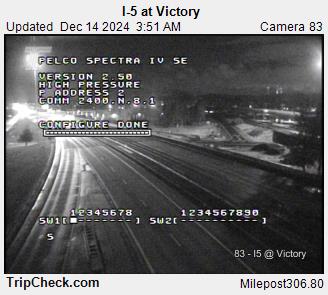 I-5 at Victory
Updated Dec 14 2024 3:51 AM Camera 83
PELCO SPECTRA IV SE
VERSION 2.50
HIGH PRESSURE
P ADDRESS 2
COMM 2400,N,8,1
CONFIGURE DONE
12345678 1234567890
SW1[■-------] SW2[----------]
S
83 - I5 @ Victory
TripCheck.com Milepost306.80